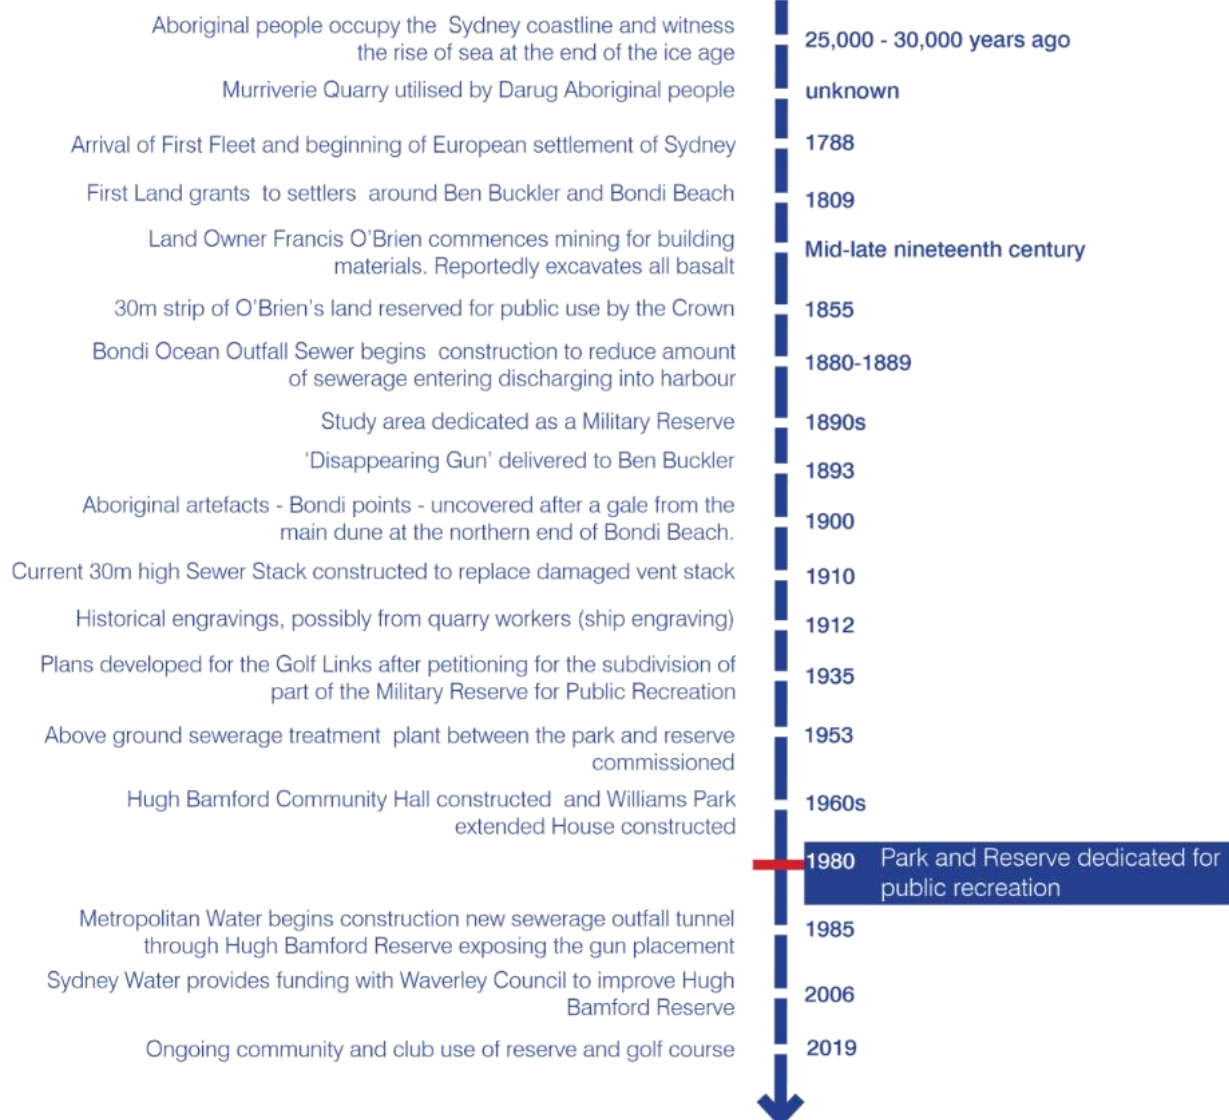 Aboriginal people occupy the Sydney coastline and witness
the rise of sea at the end of the ice age
25,000 - 30,000 years ago
Murriverie Quarry utilised by Darug Aboriginal people
unknown
Arrival of First Fleet and beginning of European settlement of Sydney
1788
First Land grants to settlers around Ben Buckler and Bondi Beach
1809
Land Owner Francis O'Brien commences mining for building
materials. Reportedly excavates all basalt
Mid-late nineteenth century
30m strip of O'Brien's land reserved for public use by the Crown
1855
Bondi Ocean Outfall Sewer begins construction to reduce amount
of sewerage entering discharging into harbour
1880-1889
Study area dedicated as a Military Reserve
1890s
'Disappearing Gun' delivered to Ben Buckler
1893
Aboriginal artefacts - Bondi points - uncovered after a gale from the
main dune at the northern end of Bondi Beach.
1900
Current 30m high Sewer Stack constructed to replace damaged vent stack
1910
Historical engravings, possibly from quarry workers (ship engraving)
1912
Plans developed for the Golf Links after petitioning for the subdivision of
part of the Military Reserve for Public Recreation
1935
Above ground sewerage treatment plant between the park and reserve
commissioned
1953
Hugh Bamford Community Hall constructed and Williams Park
extended House constructed
1960s
1980 Park and Reserve dedicated for
public recreation
Metropolitan Water begins construction new sewerage outfall tunnel
through Hugh Bamford Reserve exposing the gun placement
1985
Sydney Water provides funding with Waverley Council to improve Hugh
Bamford Reserve
2006
Ongoing community and club use of reserve and golf course
2019